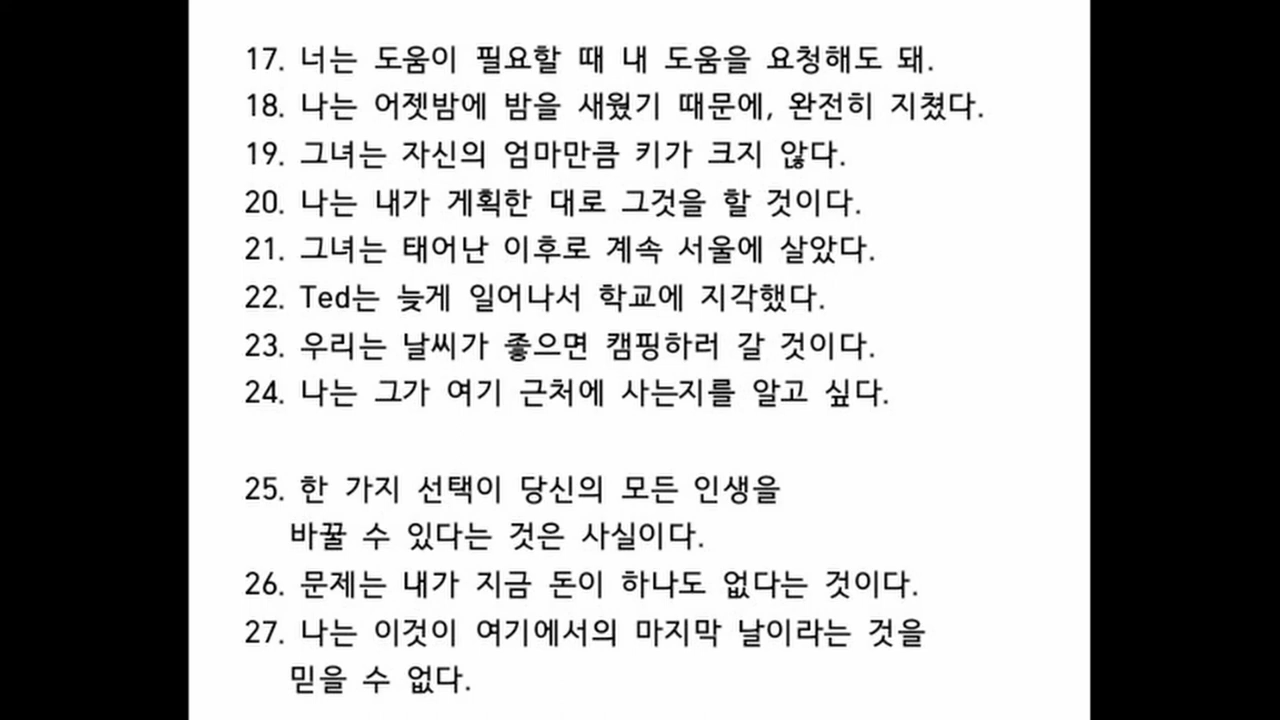 17. 너는 도움이 필요할 때 내 도움을 요청해도 돼.
18. 나는 어젯밤에 밤을 새웠기 때문에, 완전히 지쳤다.
19. 그녀는 자신의 엄마만큼 키가 크지 않다.
20. 나는 내가 계획한 대로 그것을 할 것이다.
21. 그녀는 태어난 이후로 계속 서울에 살았다.
22. Ted는 늦게 일어나서 학교에 지각했다.
23. 우리는 날씨가 좋으면 캠핑하러 갈 것이다.
24. 나는 그가 여기 근처에 사는지를 알고 싶다.
25. 한 가지 선택이 당신의 모든 인생을
바꿀 수 있다는 것은 사실이다.
26. 문제는 내가 지금 돈이 하나도 없다는 것이다.
27. 나는 이것이 여기에서의 마지막 날이라는 것을
믿을 수 없다.